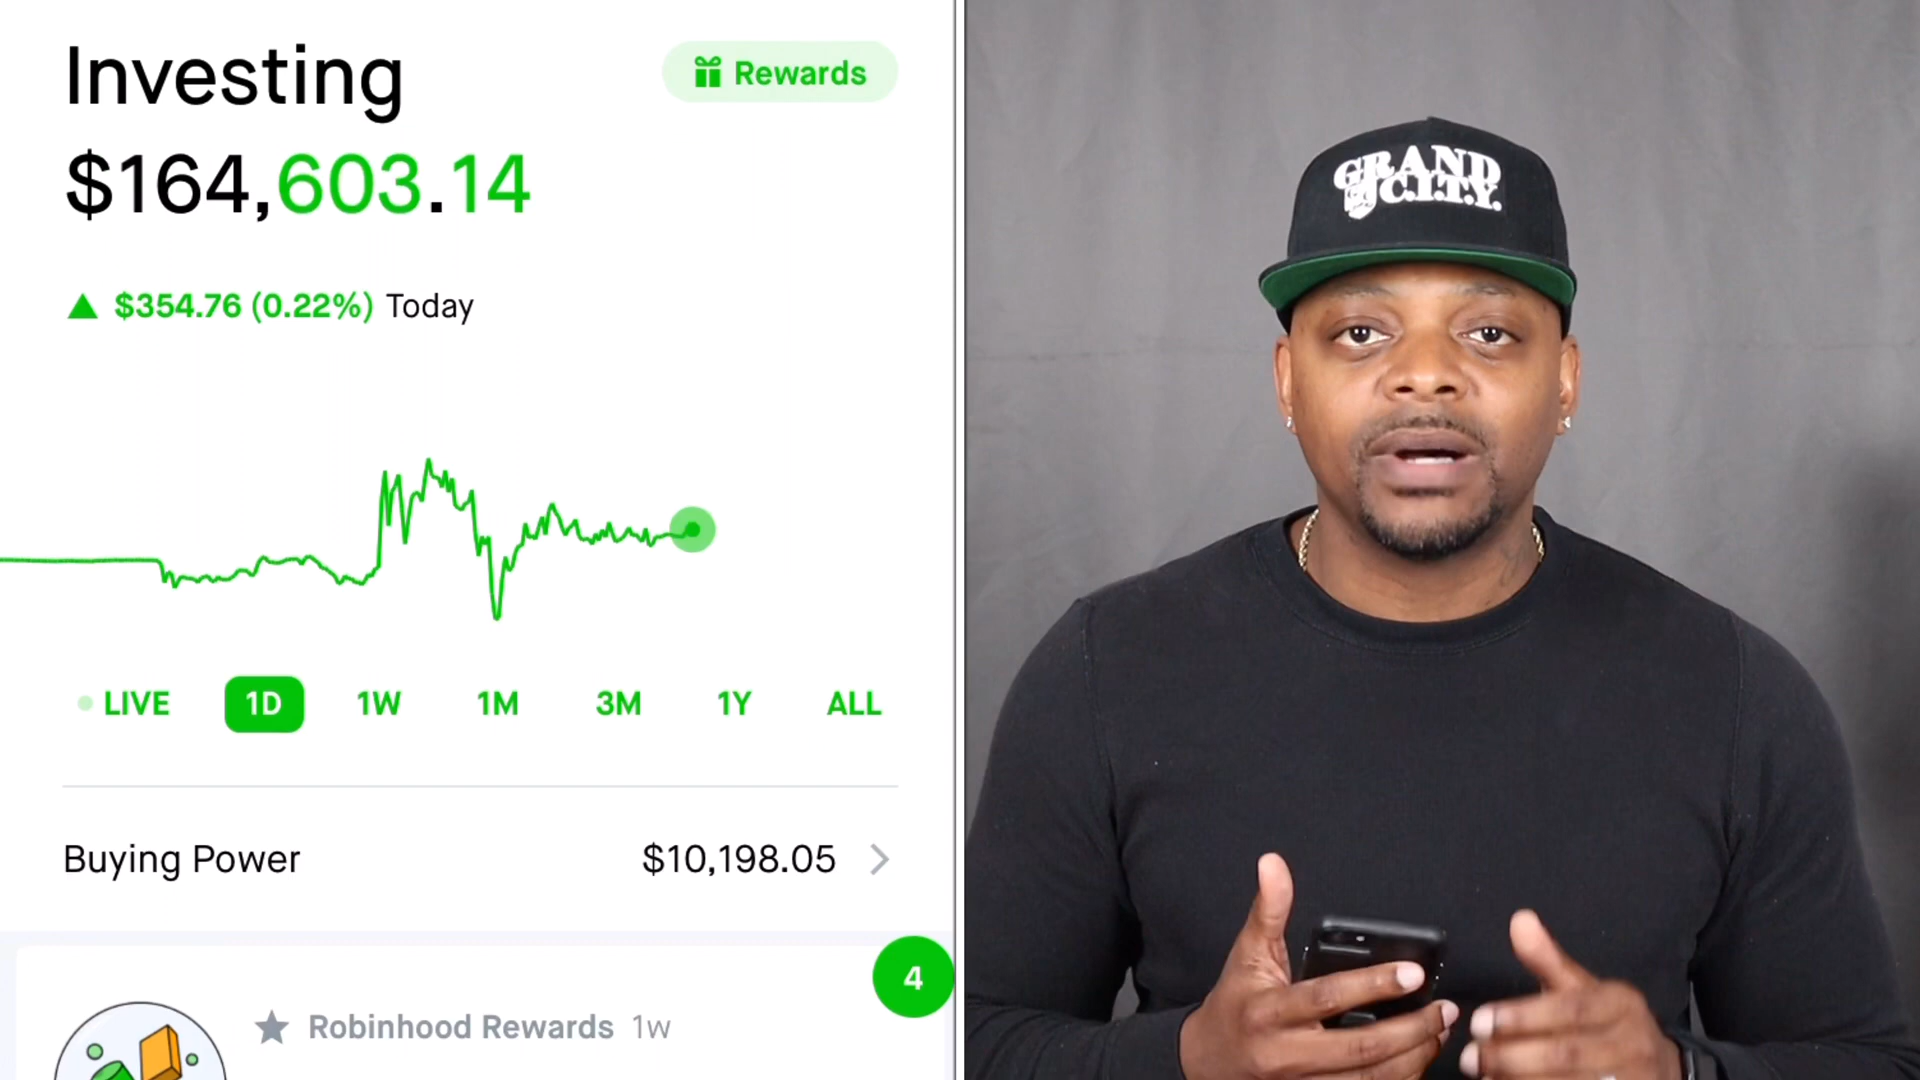 Investing
Rewards
$164,603.14
$354.76 (0.22%) Today
LIVE 1D 1W 1M 3M 1Y ALL
Buying Power $10,198.05
4
Robinhood Rewards 1w
GRAND
C.I.T.Y.